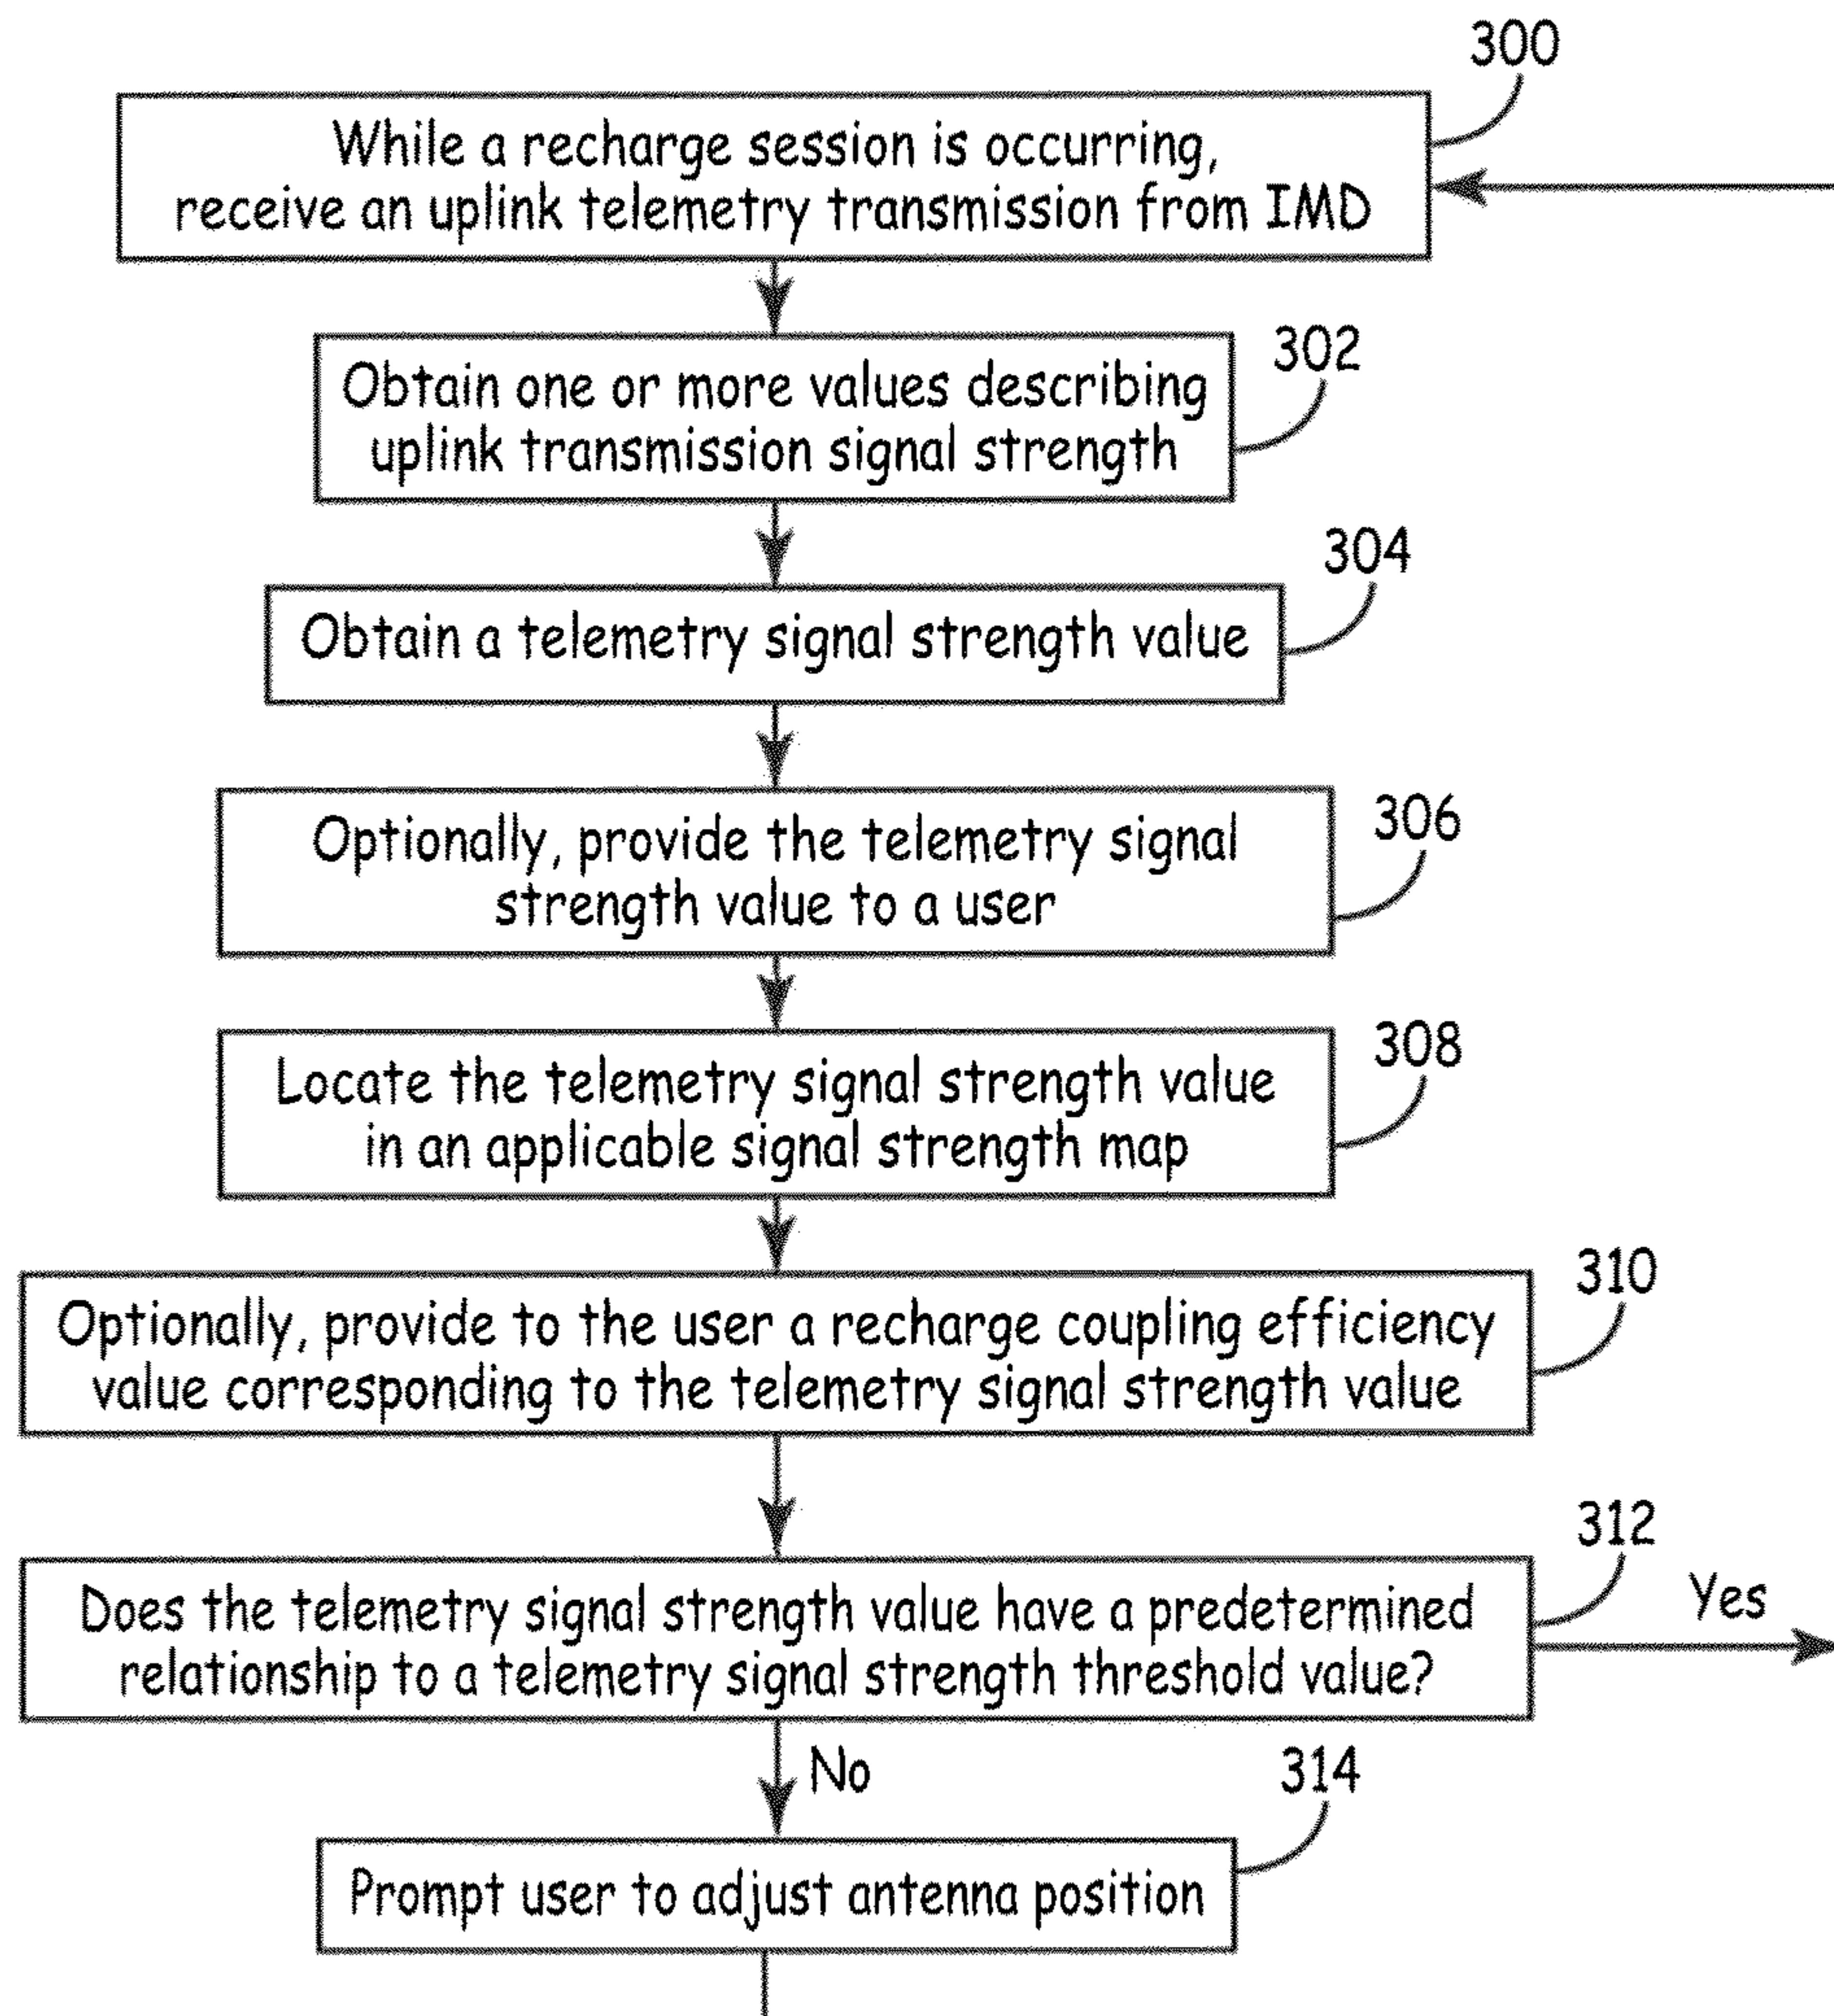 300
While a recharge session is occurring,
receive an uplink telemetry transmission from IMD
302
Obtain one or more values describing
uplink transmission signal strength
304
Obtain a telemetry signal strength value
306
Optionally, provide the telemetry signal
strength value to a user
308
Locate the telemetry signal strength value
in an applicable signal strength map
310
Optionally, provide to the user a recharge coupling efficiency
value corresponding to the telemetry signal strength value
312
Yes
Does the telemetry signal strength value have a predetermined
relationship to a telemetry signal strength threshold value?
No
314
Prompt user to adjust antenna position